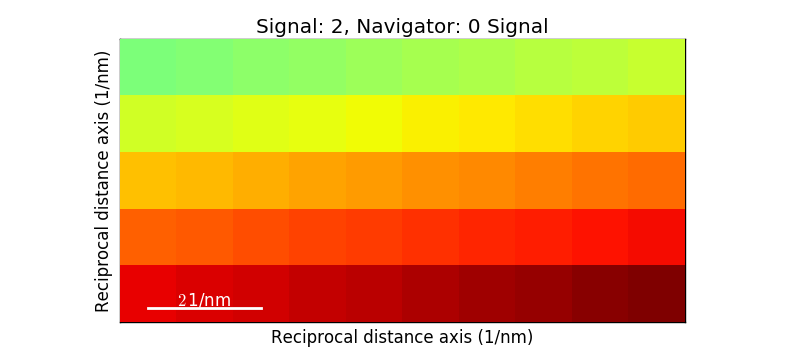 Signal: 2, Navigator: 0 Signal
Reciprocal distance axis (1/nm)
21/nm
Reciprocal distance axis (1/nm)